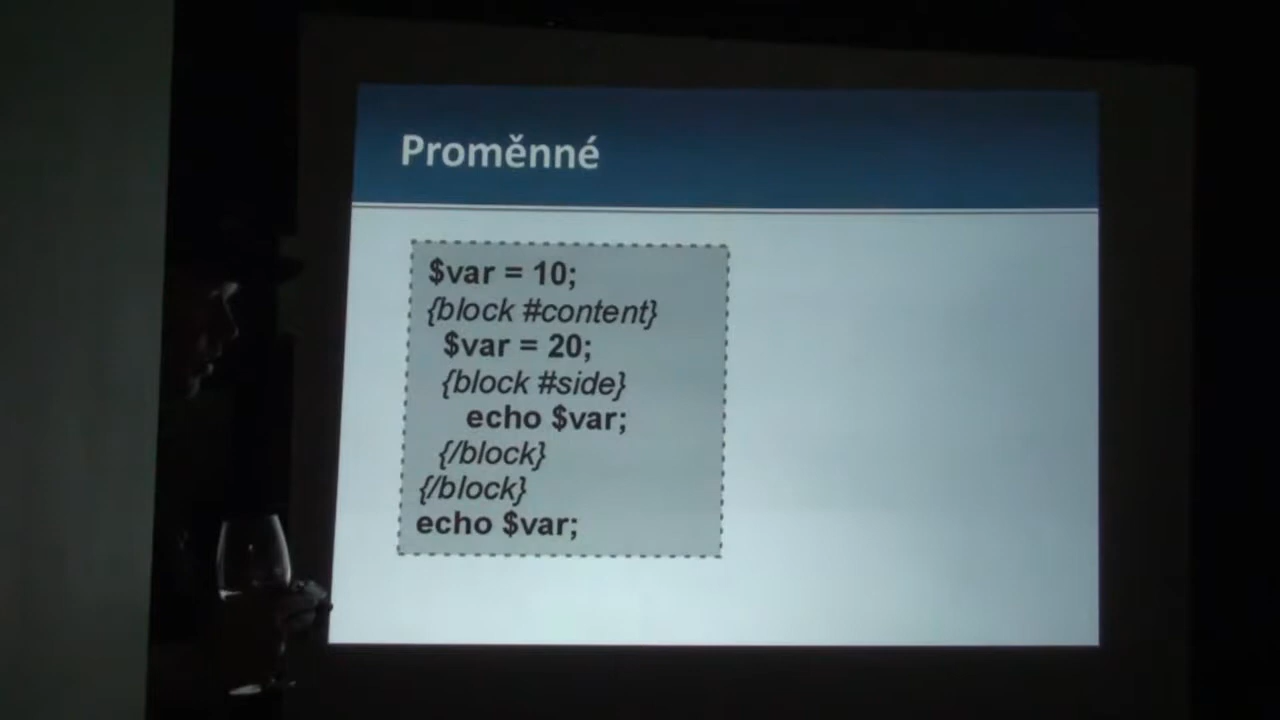 Proměnné
$var = 10;
{block #content}
$var = 20;
{block #side}
echo $var;
{/block}
{/block}
echo $var;